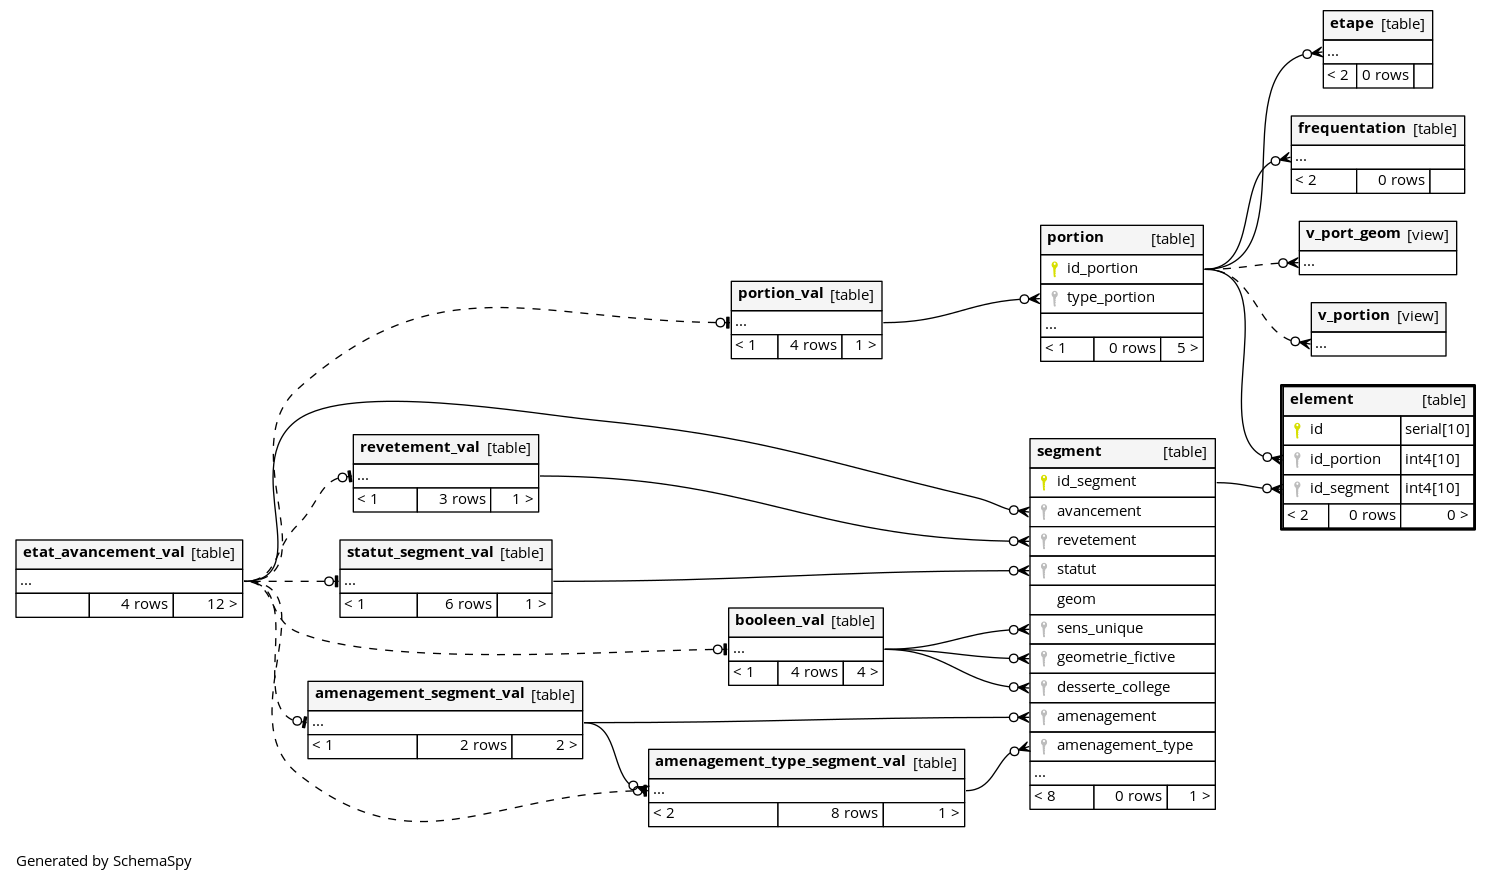 etape [table]
...
< 2 0 rows
frequentation [table]
...
< 2 0 rows
v_port_geom [view]
...
v_portion [view]
...
portion [table]
id_portion
type_portion
...
< 1 0 rows 5 >
portion_val [table]
...
< 1 4 rows 1 >
element [table]
id serial[10]
id_portion int4[10]
id_segment int4[10]
< 2 0 rows 0 >
revetement_val [table]
...
< 1 3 rows 1 >
segment [table]
id_segment
avancement
revetement
statut
geom
sens_unique
geometrie_fictive
desserte_college
amenagement
amenagement_type
...
< 8 0 rows 1 >
etat_avancement_val [table]
...
4 rows 12 >
statut_segment_val [table]
...
< 1 6 rows 1 >
booleen_val [table]
...
< 1 4 rows 4 >
amenagement_segment_val [table]
...
< 1 2 rows 2 >
amenagement_type_segment_val [table]
...
< 2 8 rows 1 >
Generated by SchemaSpy